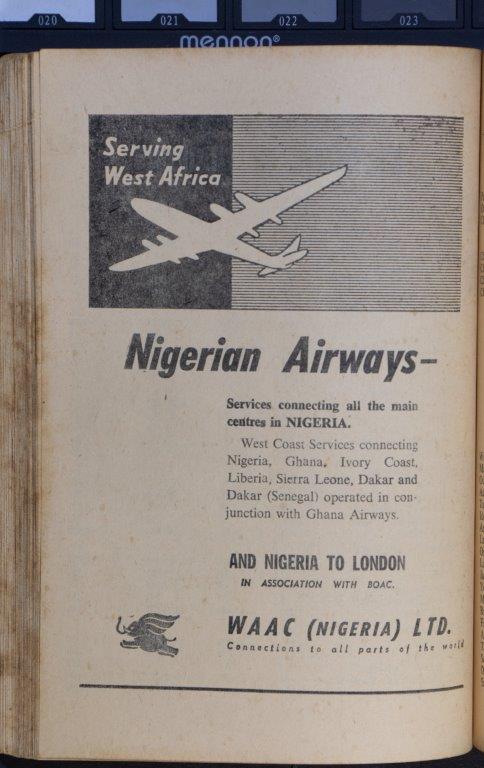 020 021 022 023
mennon®
Serving
West Africa
Nigerian Airways–
Services connecting all the main
centres in NIGERIA.
West Coast Services connecting
Nigeria, Ghana, Ivory Coast,
Liberia, Sierra Leone, Dakar and
Dakar (Senegal) operated in con-
junction with Ghana Airways.
AND NIGERIA TO LONDON
IN ASSOCIATION WITH BOAC.
WAAC (NIGERIA) LTD.
Connections to all parts of the world